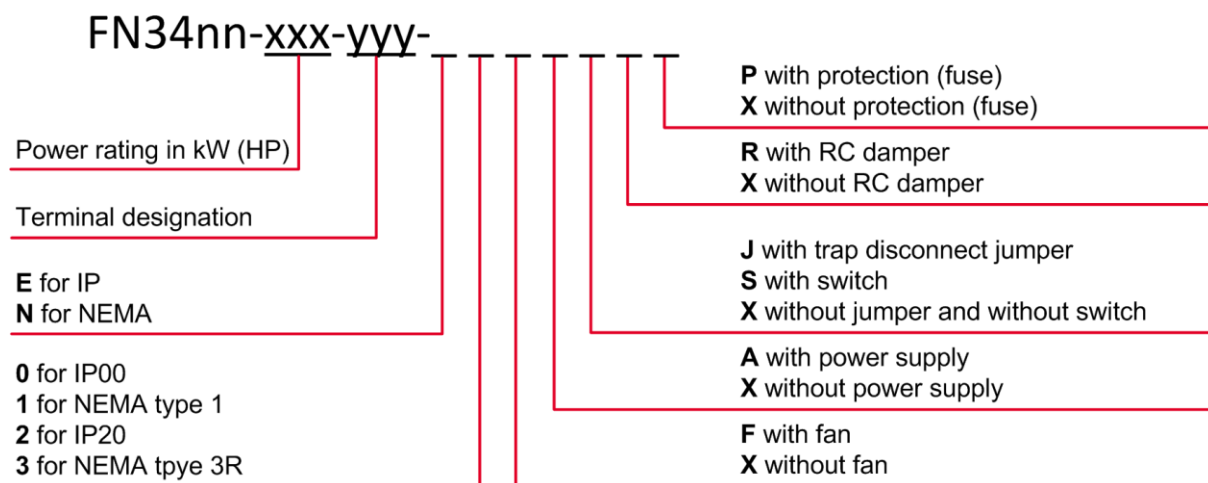 FN34nn-xxx-yyy- _ _ _ _ _ _ _
Power rating in kW (HP)
Terminal designation
E for IP
N for NEMA
0 for IP00
1 for NEMA type 1
2 for IP20
3 for NEMA tpye 3R
P with protection (fuse)
X without protection (fuse)
R with RC damper
X without RC damper
J with trap disconnect jumper
S with switch
X without jumper and without switch
A with power supply
X without power supply
F with fan
X without fan